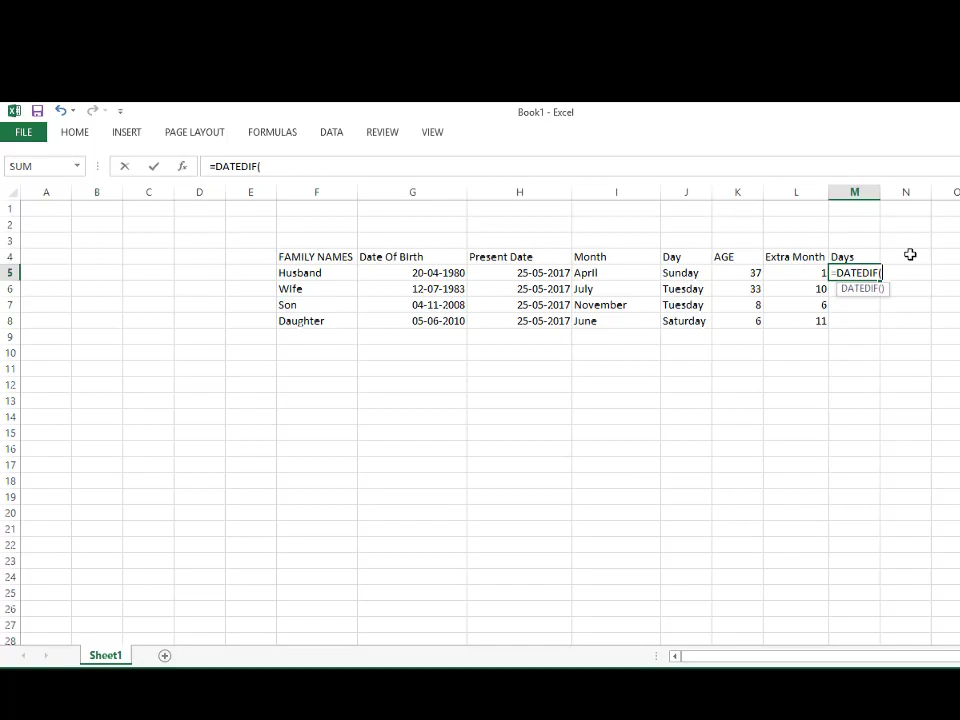 Book1 - Excel
FILE HOME INSERT PAGE LAYOUT FORMULAS DATA REVIEW VIEW
SUM =DATEDIF(
A B C D E F G H I J K L M N O
1
2
3
4 FAMILY NAMES Date Of BIrth Present Date Month Day AGE Extra Month Days
5 Husband 20-04-1980 25-05-2017 AprIl Sunday 37 1 =DATEDIF(
6 WIfe 12-07-1983 25-05-2017 July Tuesday 33 10 DATEDIF()
7 Son 04-11-2008 25-05-2017 November Tuesday 8 6
8 Daughter 05-06-2010 25-05-2017 June Saturday 6 11
9
10
11
12
13
14
15
16
17
18
19
20
21
22
23
24
25
26
27
28
Sheet1